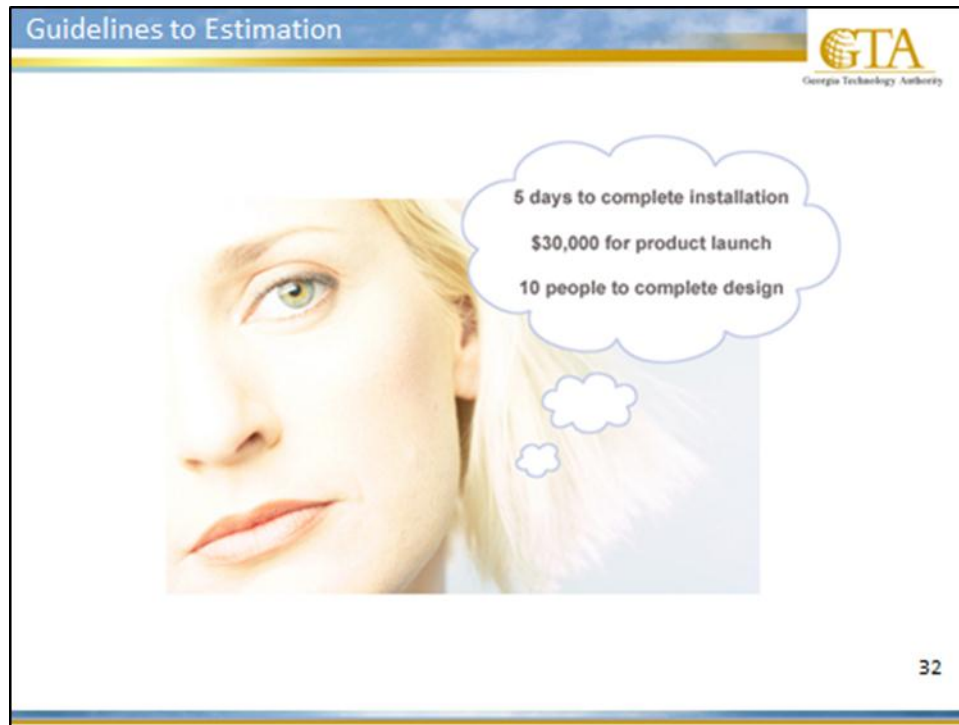 Guidelines to Estimation
GTA
Georgia Technology Authority
5 days to complete installation
$30,000 for product launch
10 people to complete design
32